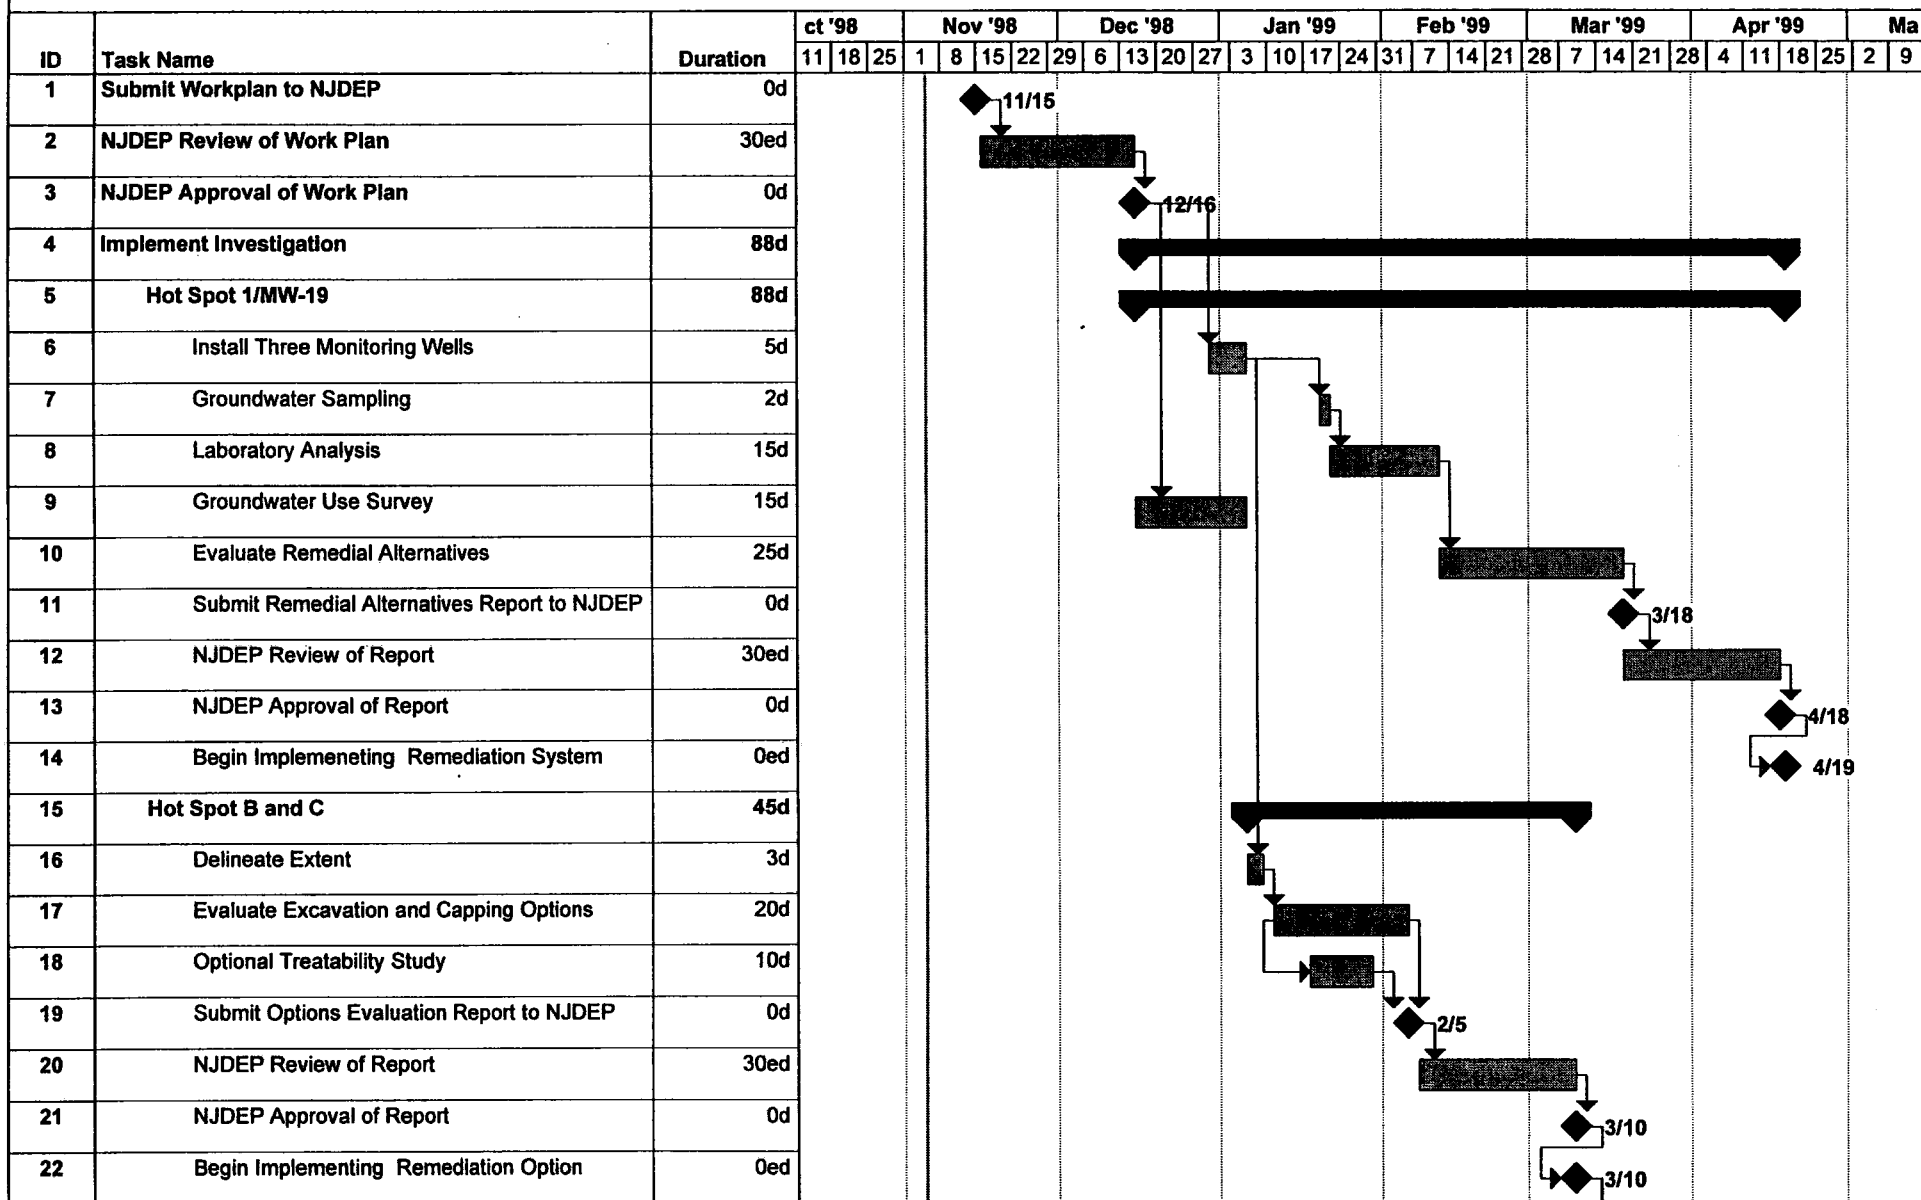 ct '98 Nov '98 Dec '98 Jan '99 Feb '99 Mar '99 Apr '99 Ma
ID Task Name Duration 11 18 25 1 8 15 22 29 6 13 20 27 3 10 17 24 31 7 14 21 28 7 14 21 28 4 11 18 25 2 9
1 Submit Workplan to NJDEP 0d 11/15
2 NJDEP Review of Work Plan 30ed
3 NJDEP Approval of Work Plan 0d 12/16
4 Implement Investigation 88d
5 Hot Spot 1/MW-19 88d
6 Install Three Monitoring Wells 5d
7 Groundwater Sampling 2d
8 Laboratory Analysis 15d
9 Groundwater Use Survey 15d
10 Evaluate Remedial Alternatives 25d
11 Submit Remedial Alternatives Report to NJDEP 0d 3/18
12 NJDEP Review of Report 30ed
13 NJDEP Approval of Report 0d 4/18
14 Begin Implemeneting Remediation System 0ed 4/19
15 Hot Spot B and C 45d
16 Delineate Extent 3d
17 Evaluate Excavation and Capping Options 20d
18 Optional Treatability Study 10d
19 Submit Options Evaluation Report to NJDEP 0d 2/5
20 NJDEP Review of Report 30ed
21 NJDEP Approval of Report 0d 3/10
22 Begin Implementing Remediation Option 0ed 3/10